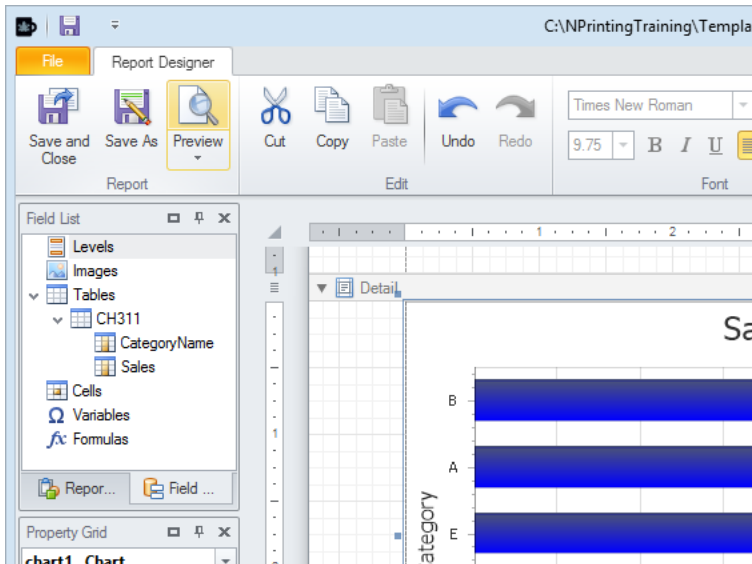 C:\NPrintingTraining\Templa
File
Report Designer
Save and Close
Save As
Preview
Cut
Copy
Paste
Undo
Redo
Times New Roman
9.75
B I U
Report
Edit
Font
Field List
Levels
Images
Tables
CH311
CategoryName
Sales
Cells
Variables
Formulas
Repor...
Field ...
Property Grid
chart1 Chart
1 2
1
1
Detail
Sa
B
A
E
ategory